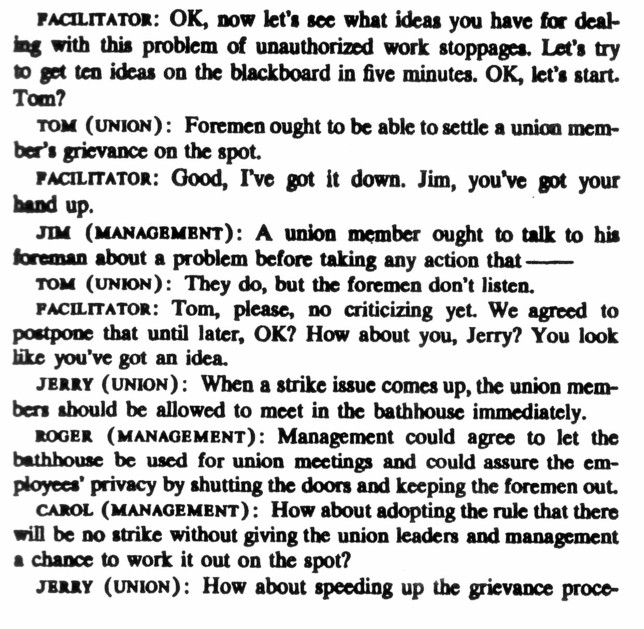 FACILITATOR: OK, now let's see what ideas you have for deal-
ing with this problem of unauthorized work stoppages. Let's try
to get ten ideas on the blackboard in five minutes. OK, let's start.
Tom?
TOM (UNION): Foremen ought to be able to settle a union mem-
ber's grievance on the spot.
FACILITATOR: Good, I've got it down. Jim, you've got your
hand up.
JIM (MANAGEMENT): A union member ought to talk to his
foreman about a problem before taking any action that——
TOM (UNION): They do, but the foremen don't listen.
FACILITATOR: Tom, please, no criticizing yet. We agreed to
postpone that until later, OK? How about you, Jerry? You look
like you've got an idea.
JERRY (UNION): When a strike issue comes up, the union mem-
bers should be allowed to meet in the bathhouse immediately.
ROGER (MANAGEMENT): Management could agree to let the
bathhouse be used for union meetings and could assure the em-
ployees' privacy by shutting the doors and keeping the foremen out.
CAROL (MANAGEMENT): How about adopting the rule that there
will be no strike without giving the union leaders and management
a chance to work it out on the spot?
JERRY (UNION): How about speeding up the grievance proce-